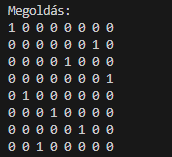 Megoldás:
1 0 0 0 0 0 0 0
0 0 0 0 0 0 1 0
0 0 0 0 1 0 0 0
0 0 0 0 0 0 0 1
0 1 0 0 0 0 0 0
0 0 0 1 0 0 0 0
0 0 0 0 0 1 0 0
0 0 1 0 0 0 0 0